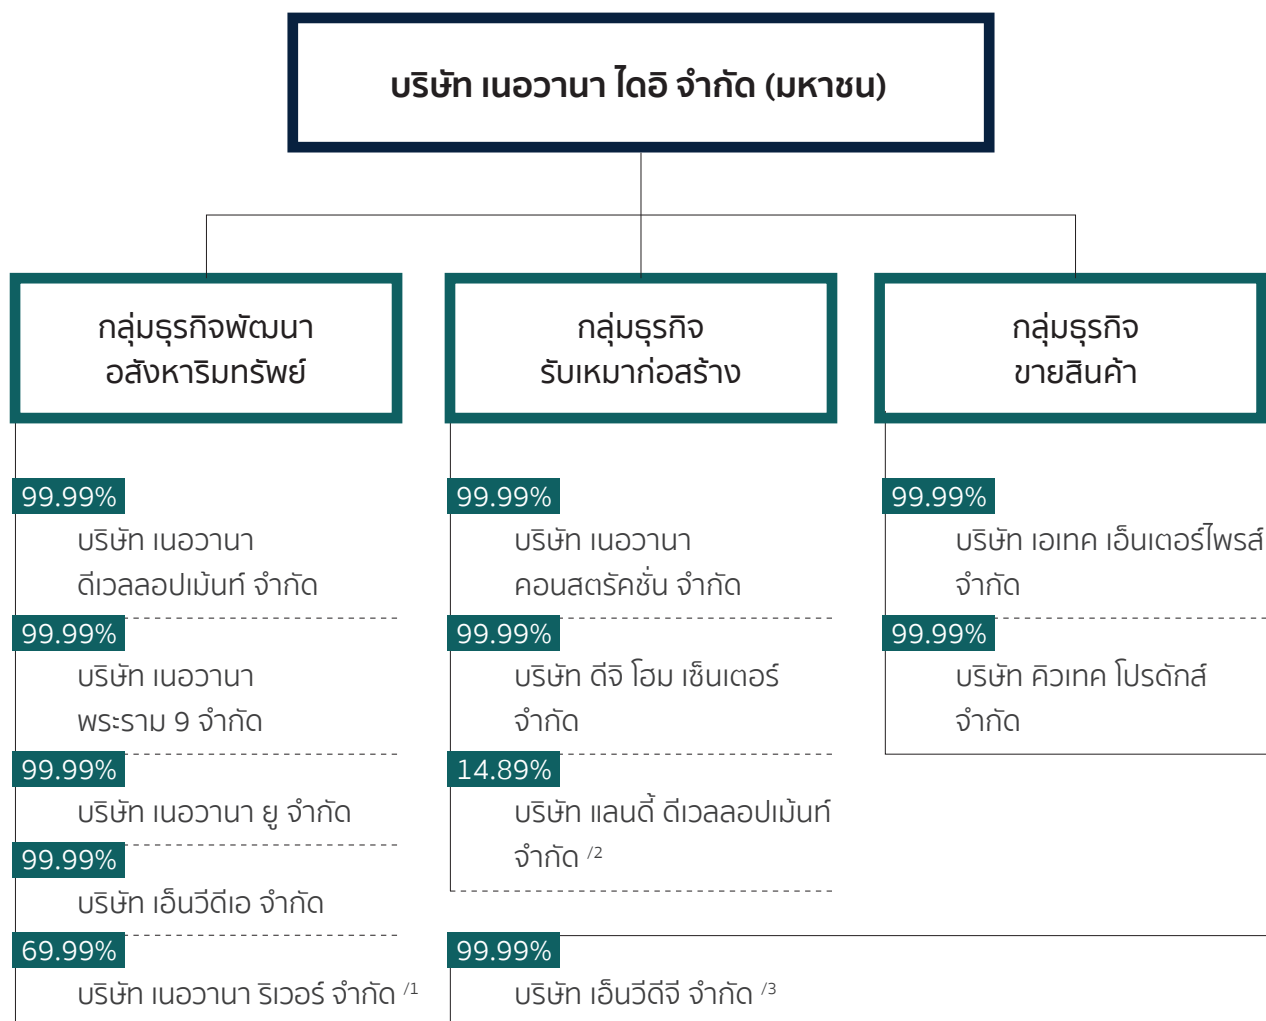 บริษัท เนอวานา ไดอิ จำกัด (มหาชน)
กลุ่มธุรกิจพัฒนา
อสังหาริมทรัพย์
99.99%
บริษัท เนอวานา
ดีเวลลอปเม้นท์ จำกัด
99.99%
บริษัท เนอวานา
พระราม 9 จำกัด
99.99%
บริษัท เนอวานา ยู จำกัด
99.99%
บริษัท เอ็นวีดีเอ จำกัด
69.99%
บริษัท เนอวานา ริเวอร์ จำกัด /1
กลุ่มธุรกิจ
รับเหมาก่อสร้าง
99.99%
บริษัท เนอวานา
คอนสตรัคชั่น จำกัด
99.99%
บริษัท ดีจิ โฮม เซ็นเตอร์
จำกัด
14.89%
บริษัท แลนดี้ ดีเวลลอปเม้นท์
จำกัด /2
99.99%
บริษัท เอ็นวีดีจี จำกัด /3
กลุ่มธุรกิจ
ขายสินค้า
99.99%
บริษัท เอเทค เอ็นเตอร์ไพรส์
จำกัด
99.99%
บริษัท คิวเทค โปรดักส์
จำกัด